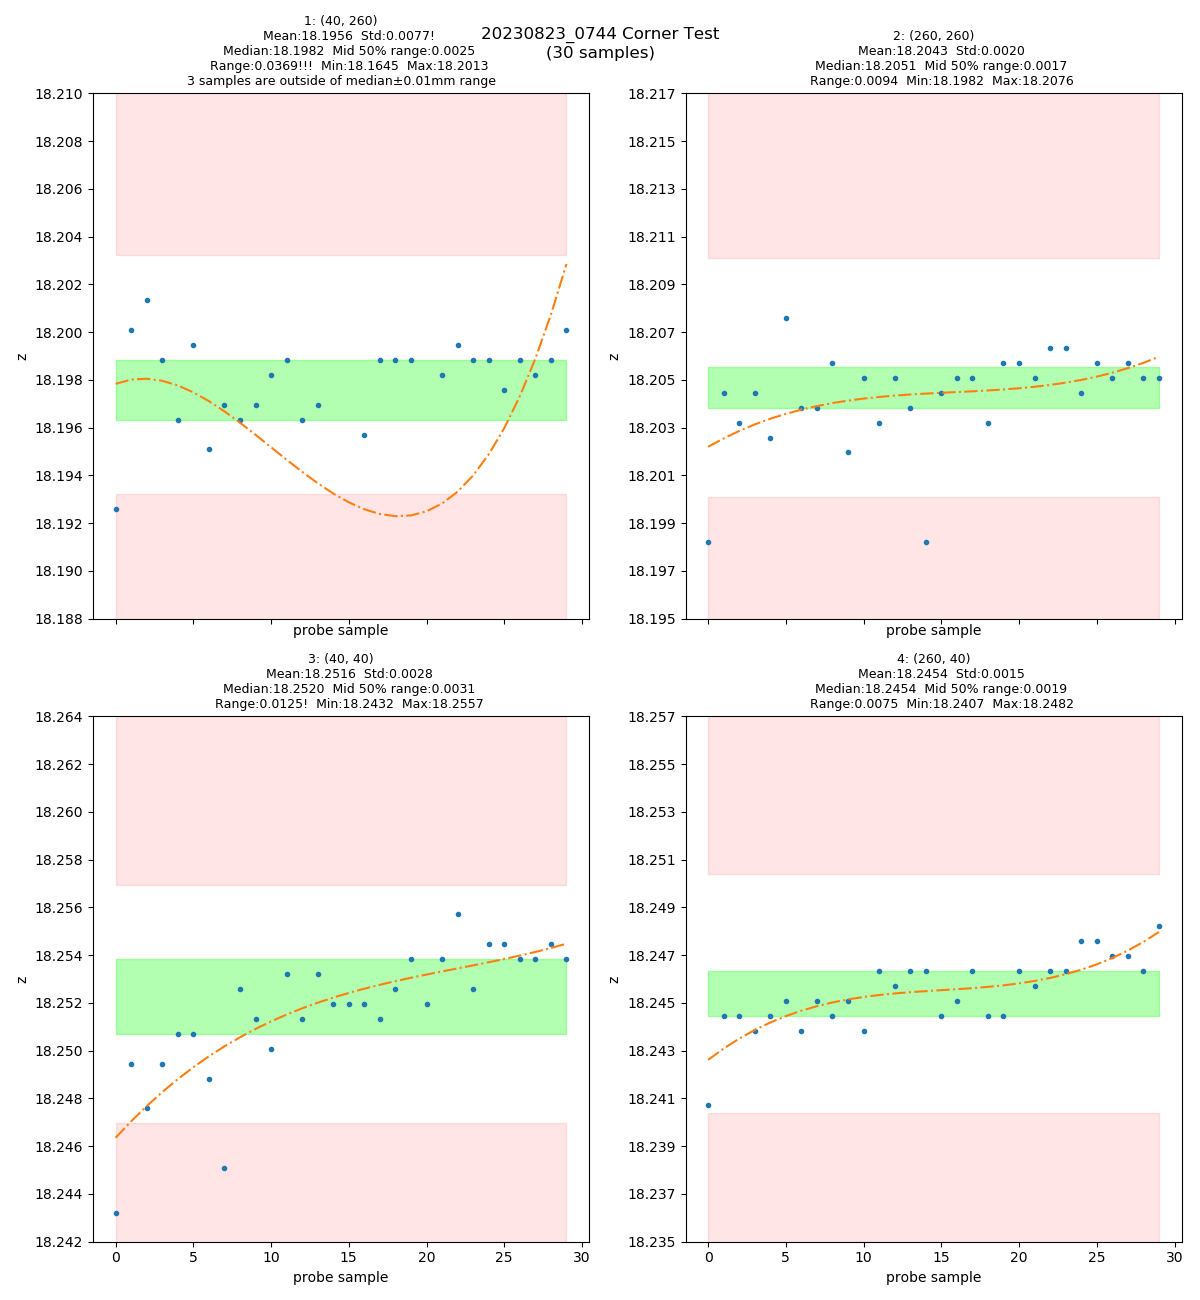 20230823_0744 Corner Test
(30 samples)
1: (40, 260)
Mean:18.1956  Std:0.0077!
Median:18.1982  Mid 50% range:0.0025
Range:0.0369!!!  Min:18.1645  Max:18.2013
3 samples are outside of median±0.01mm range
18.210
18.208
18.206
18.204
18.202
18.200
18.198
18.196
18.194
18.192
18.190
18.188
z
probe sample
2: (260, 260)
Mean:18.2043  Std:0.0020
Median:18.2051  Mid 50% range:0.0017
Range:0.0094  Min:18.1982  Max:18.2076
18.217
18.215
18.213
18.211
18.209
18.207
18.205
18.203
18.201
18.199
18.197
18.195
z
probe sample
3: (40, 40)
Mean:18.2516  Std:0.0028
Median:18.2520  Mid 50% range:0.0031
Range:0.0125!  Min:18.2432  Max:18.2557
18.264
18.262
18.260
18.258
18.256
18.254
18.252
18.250
18.248
18.246
18.244
18.242
z
0 5 10 15 20 25 30
probe sample
4: (260, 40)
Mean:18.2454  Std:0.0015
Median:18.2454  Mid 50% range:0.0019
Range:0.0075  Min:18.2407  Max:18.2482
18.257
18.255
18.253
18.251
18.249
18.247
18.245
18.243
18.241
18.239
18.237
18.235
z
0 5 10 15 20 25 30
probe sample